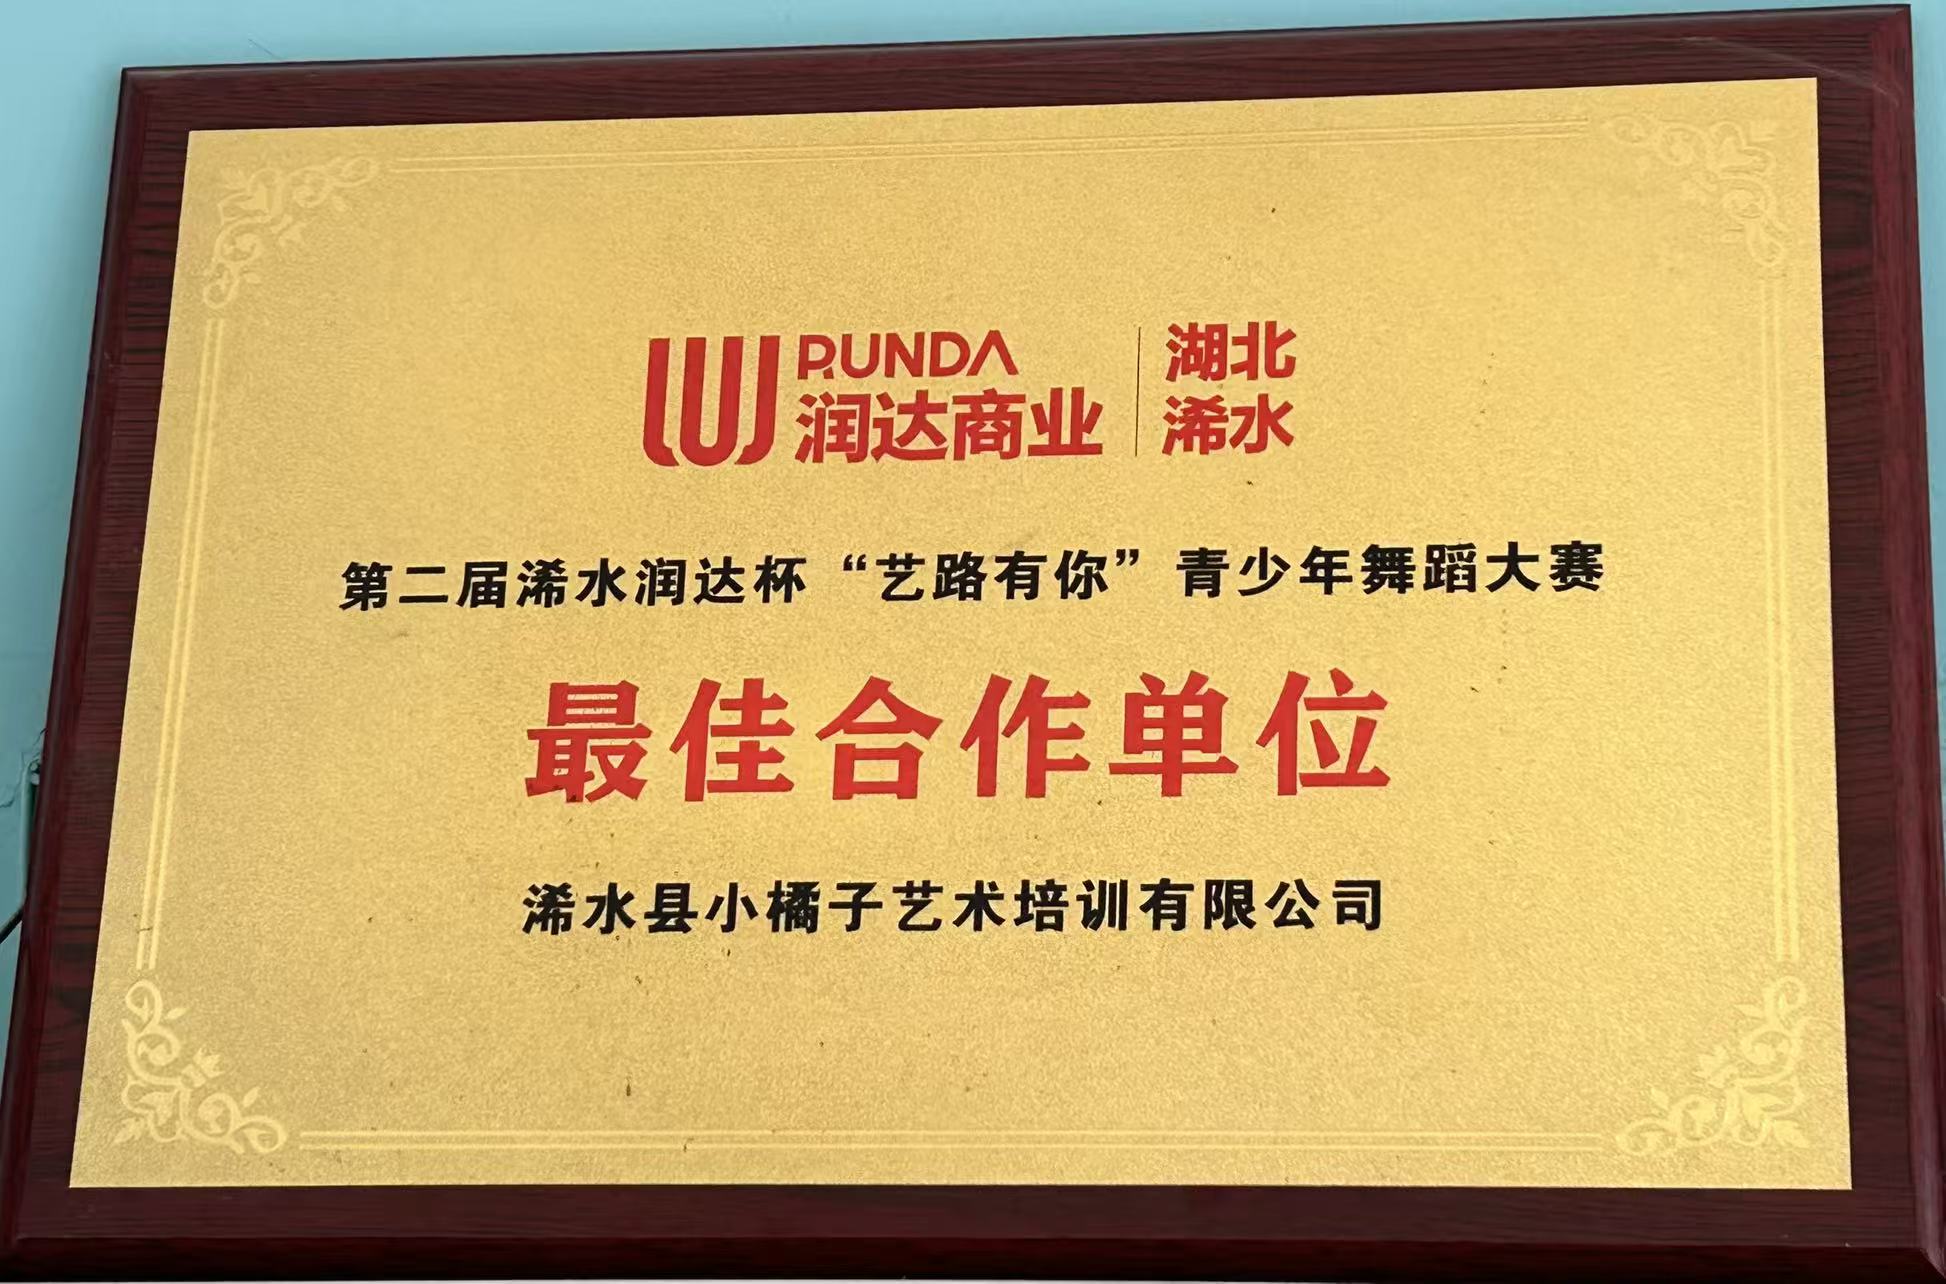 RUNDA
润达商业
湖北
浠水
第二届浠水润达杯“艺路有你”青少年舞蹈大赛
最佳合作单位
浠水县小橘子艺术培训有限公司